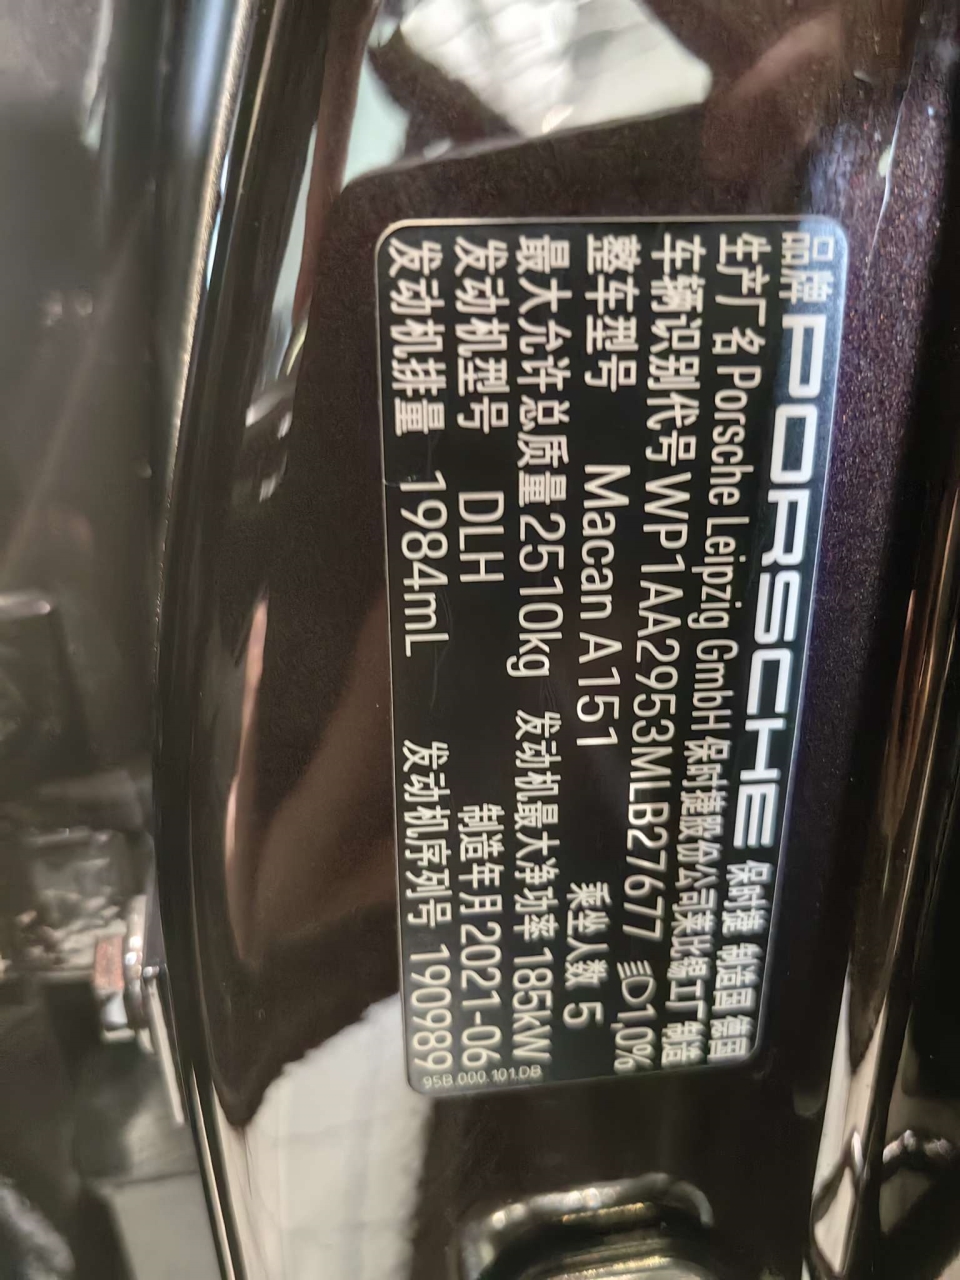 品牌 PORSCHE 保时捷 制造国 德国
生产厂名 Porsche Leipzig GmbH 保时捷股份公司莱比锡工厂 制造
车辆识别代号 WP1AA2953MLB27677 1,0%
整车型号 Macan A151 乘坐人数 5
最大允许总质量 2510kg 发动机最大净功率 185kW
发动机型号 DLH 制造年月 2021-06
发动机排量 1984mL 发动机序列号 190989
95B.000.101.DB